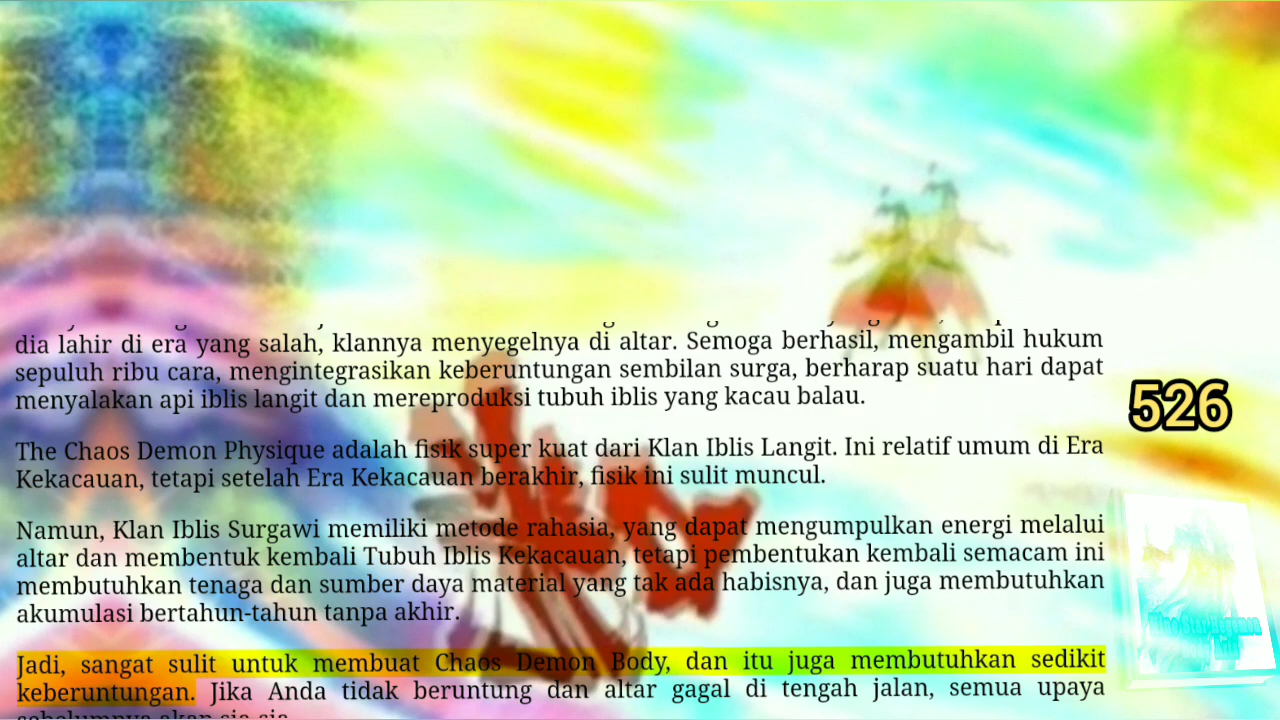 dia lahir di era yang salah, klannya menyegelnya di altar. Semoga berhasil, mengambil hukum
sepuluh ribu cara, mengintegrasikan keberuntungan sembilan surga, berharap suatu hari dapat
menyalakan api iblis langit dan mereproduksi tubuh iblis yang kacau balau.
The Chaos Demon Physique adalah fisik super kuat dari Klan Iblis Langit. Ini relatif umum di Era
Kekacauan, tetapi setelah Era Kekacauan berakhir, fisik ini sulit muncul.
Namun, Klan Iblis Surgawi memiliki metode rahasia, yang dapat mengumpulkan energi melalui
altar dan membentuk kembali Tubuh Iblis Kekacauan, tetapi pembentukan kembali semacam ini
membutuhkan tenaga dan sumber daya material yang tak ada habisnya, dan juga membutuhkan
akumulasi bertahun-tahun tanpa akhir.
Jadi, sangat sulit untuk membuat Chaos Demon Body, dan itu juga membutuhkan sedikit
keberuntungan. Jika Anda tidak beruntung dan altar gagal di tengah jalan, semua upaya
526